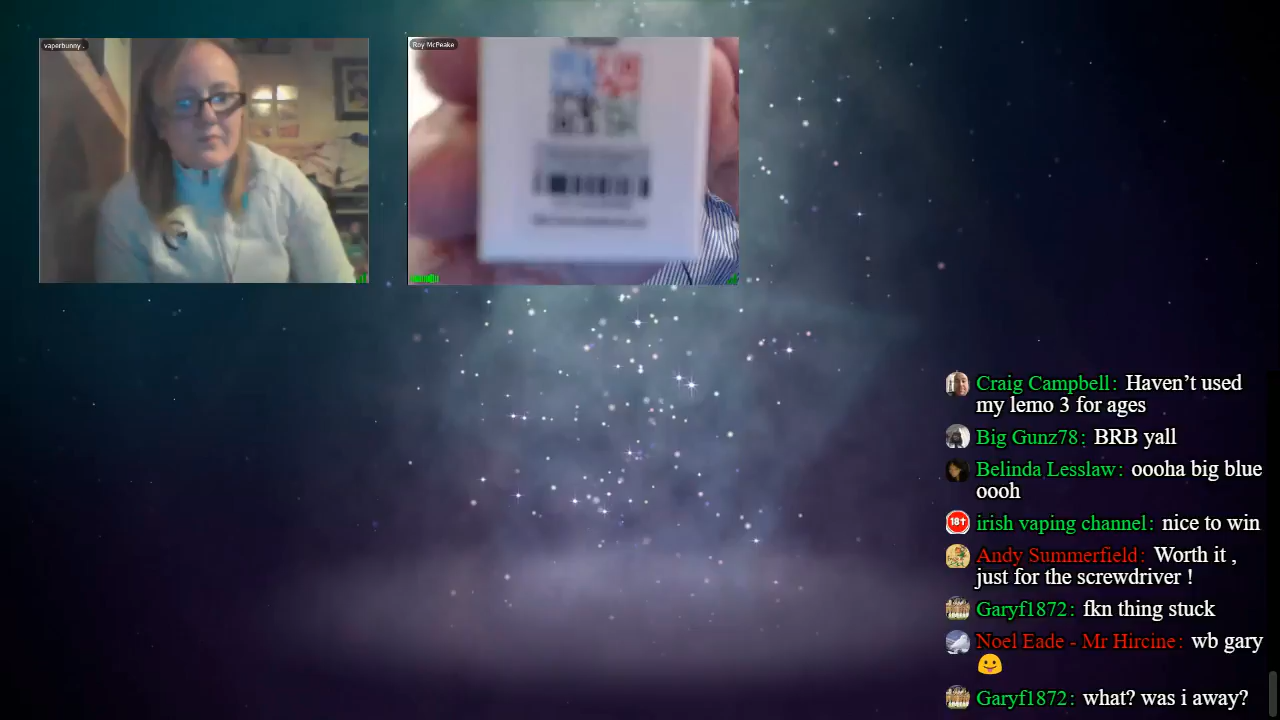 vaperbunny .
Roy McPeake
Craig Campbell: Haven’t used
my lemo 3 for ages
Big Gunz78: BRB yall
Belinda Lesslaw: oooha big blue
oooh
18+
irish vaping channel: nice to win
Andy Summerfield: Worth it ,
just for the screwdriver !
Garyf1872: fkn thing stuck
Noel Eade - Mr Hircine: wb gary
Garyf1872: what? was i away?